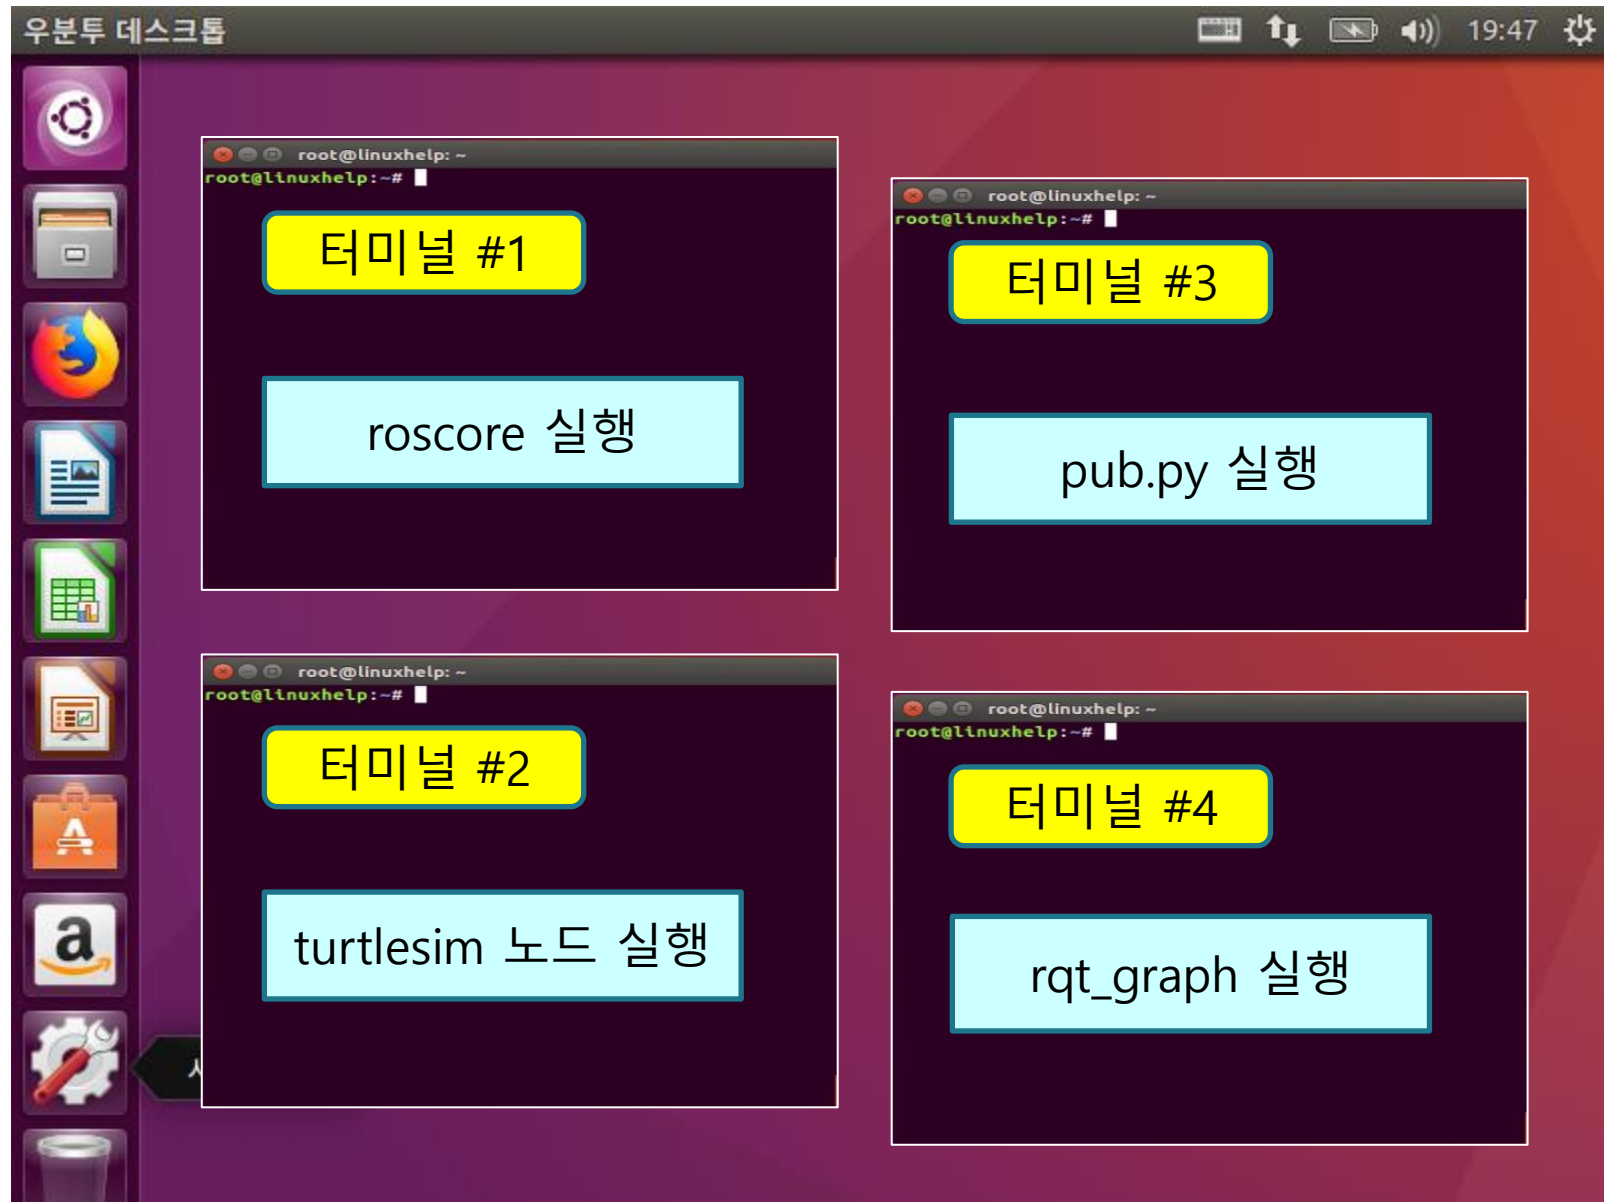 우분투 데스크톱
19:47
root@linuxhelp: ~
root@linuxhelp:~#
터미널 #1
roscore 실행
root@linuxhelp: ~
root@linuxhelp:~#
터미널 #3
pub.py 실행
root@linuxhelp: ~
root@linuxhelp:~#
터미널 #2
turtlesim 노드 실행
root@linuxhelp: ~
root@linuxhelp:~#
터미널 #4
rqt_graph 실행